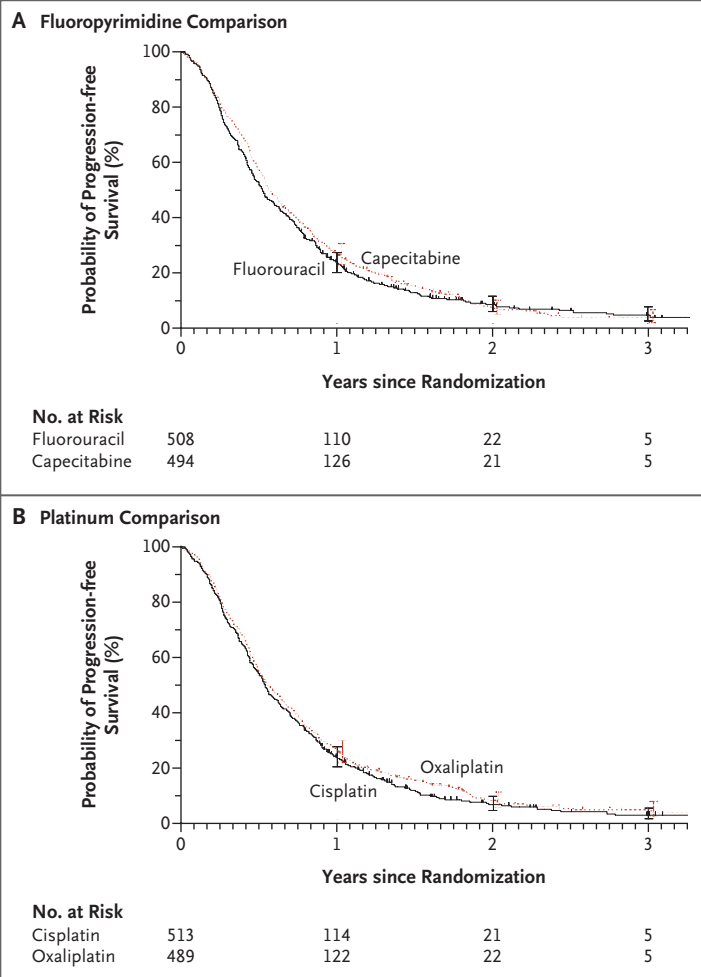 A Fluoropyrimidine Comparison
Probability of Progression-free
Survival (%)
100
80
60
40
20
0
Fluorouracil
Capecitabine
0 1 2 3
Years since Randomization
No. at Risk
Fluorouracil 508 110 22 5
Capecitabine 494 126 21 5
B Platinum Comparison
Probability of Progression-free
Survival (%)
100
80
60
40
20
0
Oxaliplatin
Cisplatin
0 1 2 3
Years since Randomization
No. at Risk
Cisplatin 513 114 21 5
Oxaliplatin 489 122 22 5